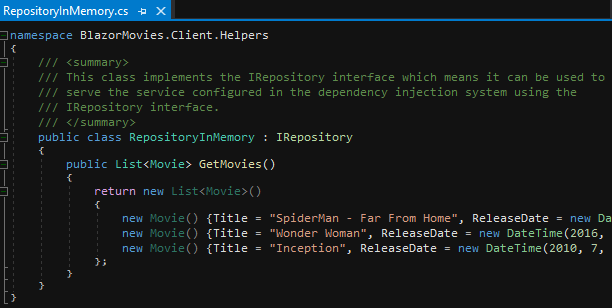 RepositoryInMemory.cs
namespace BlazorMovies.Client.Helpers
{
/// <summary>
/// This class implements the IRepository interface which means it can be used to
/// serve the service configured in the dependency injection system using the
/// IRepository interface.
/// </summary>
public class RepositoryInMemory : IRepository
{
public List<Movie> GetMovies()
{
return new List<Movie>()
{
new Movie() {Title = "SpiderMan - Far From Home", ReleaseDate = new Da
new Movie() {Title = "Wonder Woman", ReleaseDate = new DateTime(2016,
new Movie() {Title = "Inception", ReleaseDate = new DateTime(2010, 7,
};
}
}
}